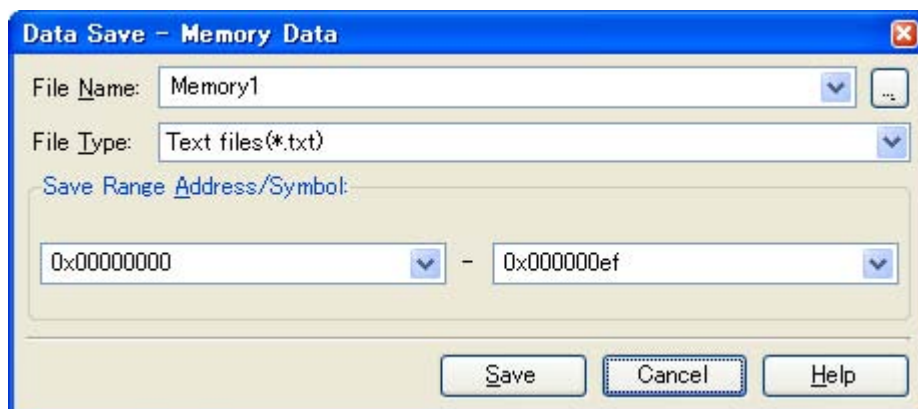 Data Save - Memory Data
File Name: Memory1 ...
File Type: Text files(*.txt)
Save Range Address/Symbol:
0x00000000 - 0x000000ef
Save Cancel Help